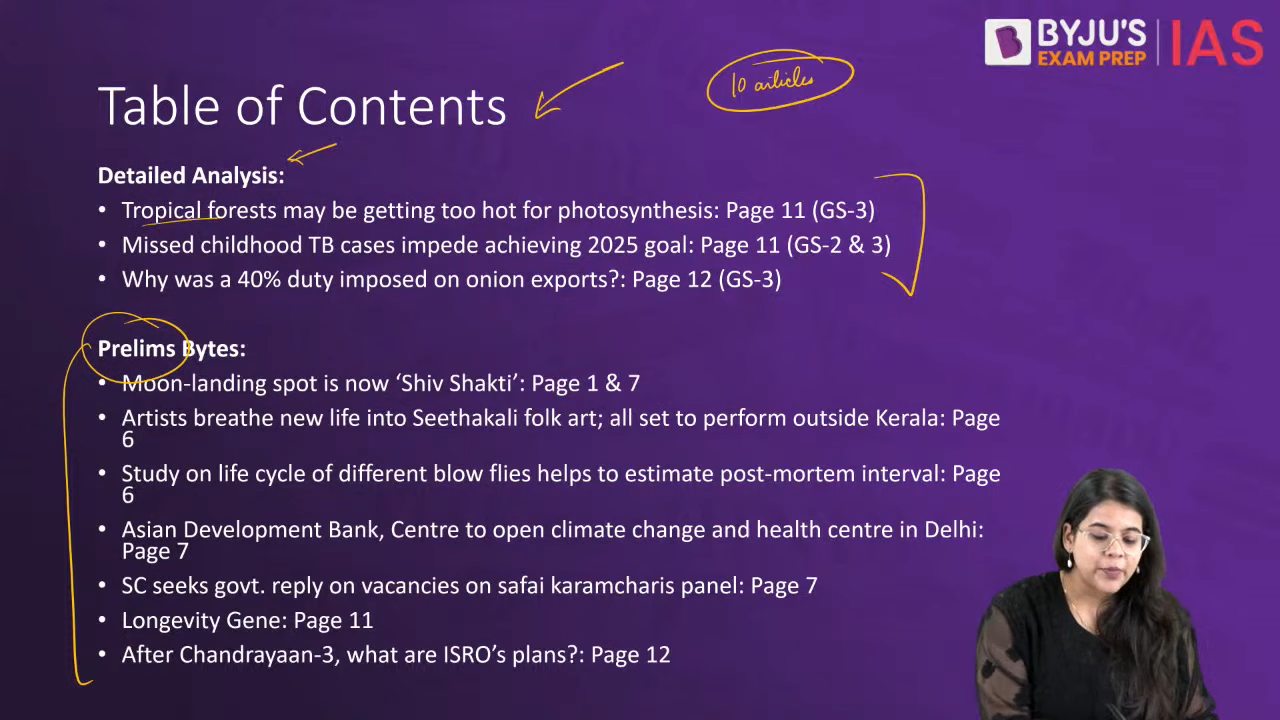 BYJU'S
EXAM PREP
IAS
10 articles
Table of Contents
Detailed Analysis:
• Tropical forests may be getting too hot for photosynthesis: Page 11 (GS-3)
• Missed childhood TB cases impede achieving 2025 goal: Page 11 (GS-2 & 3)
• Why was a 40% duty imposed on onion exports?: Page 12 (GS-3)
Prelims Bytes:
• Moon-landing spot is now ‘Shiv Shakti’: Page 1 & 7
• Artists breathe new life into Seethakali folk art; all set to perform outside Kerala: Page
6
• Study on life cycle of different blow flies helps to estimate post-mortem interval: Page
6
• Asian Development Bank, Centre to open climate change and health centre in Delhi:
Page 7
• SC seeks govt. reply on vacancies on safai karamcharis panel: Page 7
• Longevity Gene: Page 11
• After Chandrayaan-3, what are ISRO’s plans?: Page 12